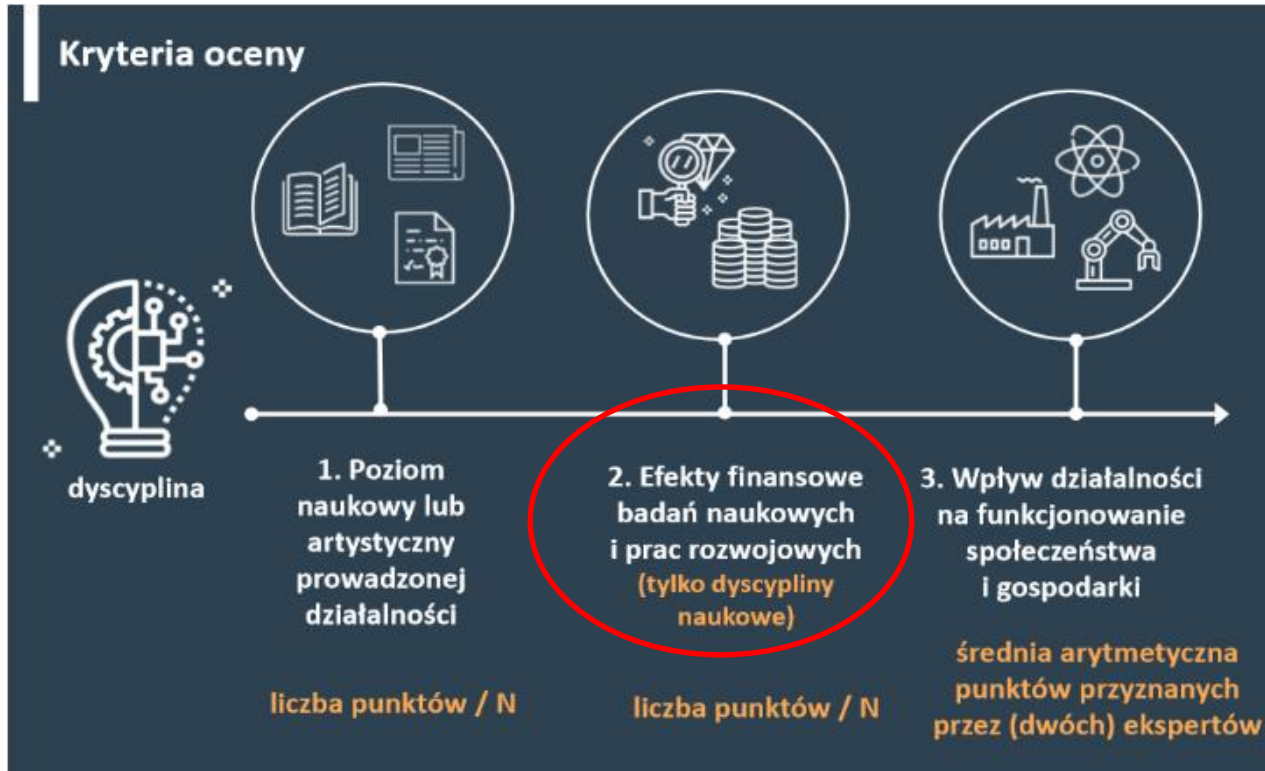 Kryteria oceny
dyscyplina
1. Poziom
naukowy lub
artystyczny
prowadzonej
działalności
liczba punktów / N
2. Efekty finansowe
badań naukowych
i prac rozwojowych
(tylko dyscypliny
naukowe)
liczba punktów / N
3. Wpływ działalności
na funkcjonowanie
społeczeństwa
i gospodarki
średnia arytmetyczna
punktów przyznanych
przez (dwóch) ekspertów